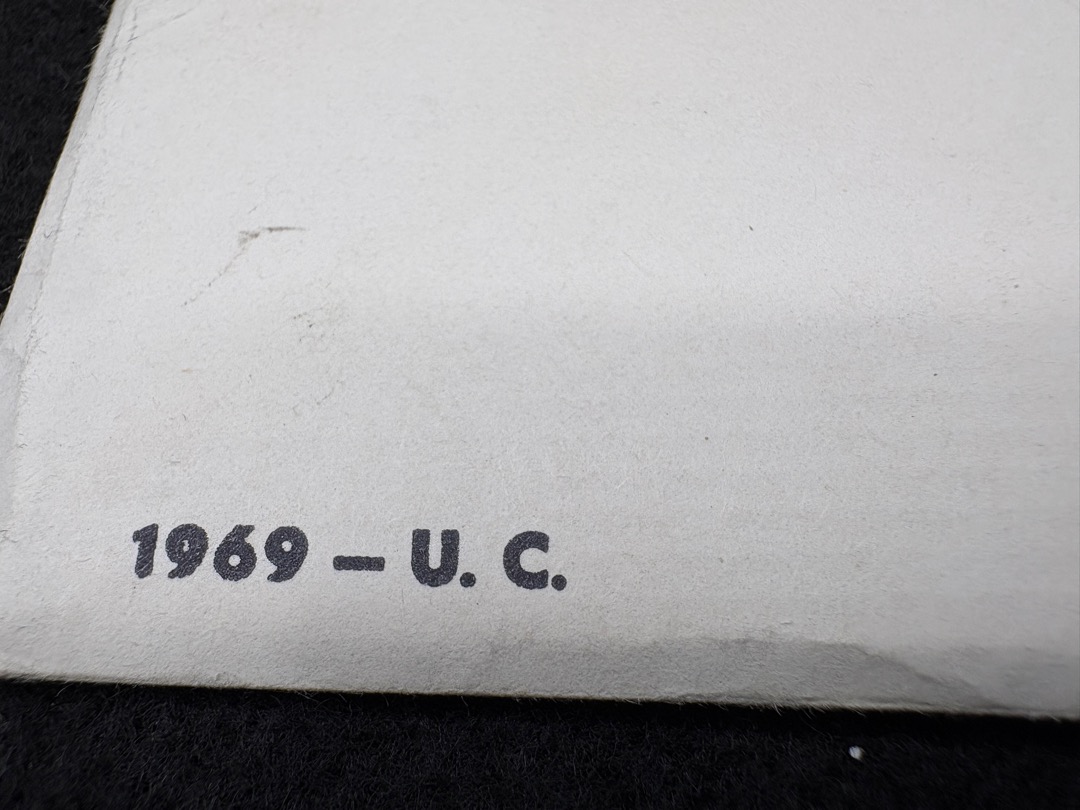 1969 — U. C.